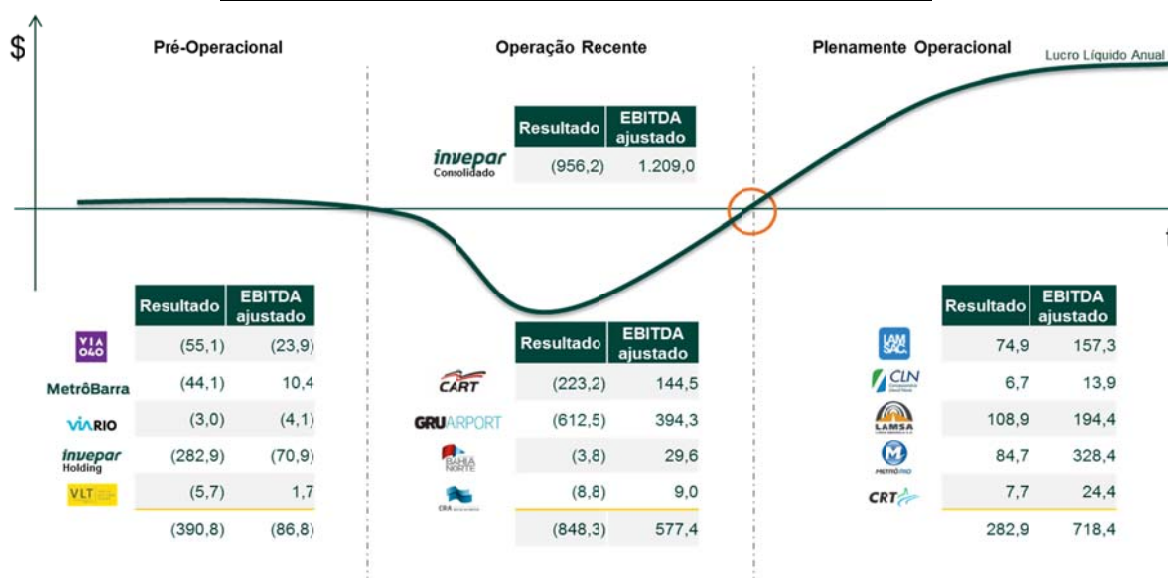 $
Pré-Operacional
Operação Recente
Plenamente Operacional
Lucro Líquido Anual
Resultado EBITDA ajustado
invepar Consolidado (956,2) 1.209,0
t
Resultado EBITDA ajustado
VIA 040 (55,1) (23,9)
MetrôBarra (44,1) 10,4
VIARIO (3,0) (4,1)
invepar Holding (282,9) (70,9)
VLT (5,7) 1,7
(390,8) (86,8)
Resultado EBITDA ajustado
CART (223,2) 144,5
GRUARPORT (612,5) 394,3
BAHIA NORTE (3,8) 29,6
CRA (8,8) 9,0
(848,3) 577,4
Resultado EBITDA ajustado
LAM SAC. 74,9 157,3
CLN 6,7 13,9
LAMSA 108,9 194,4
METRÔRIO 84,7 328,4
CRT 7,7 24,4
282,9 718,4